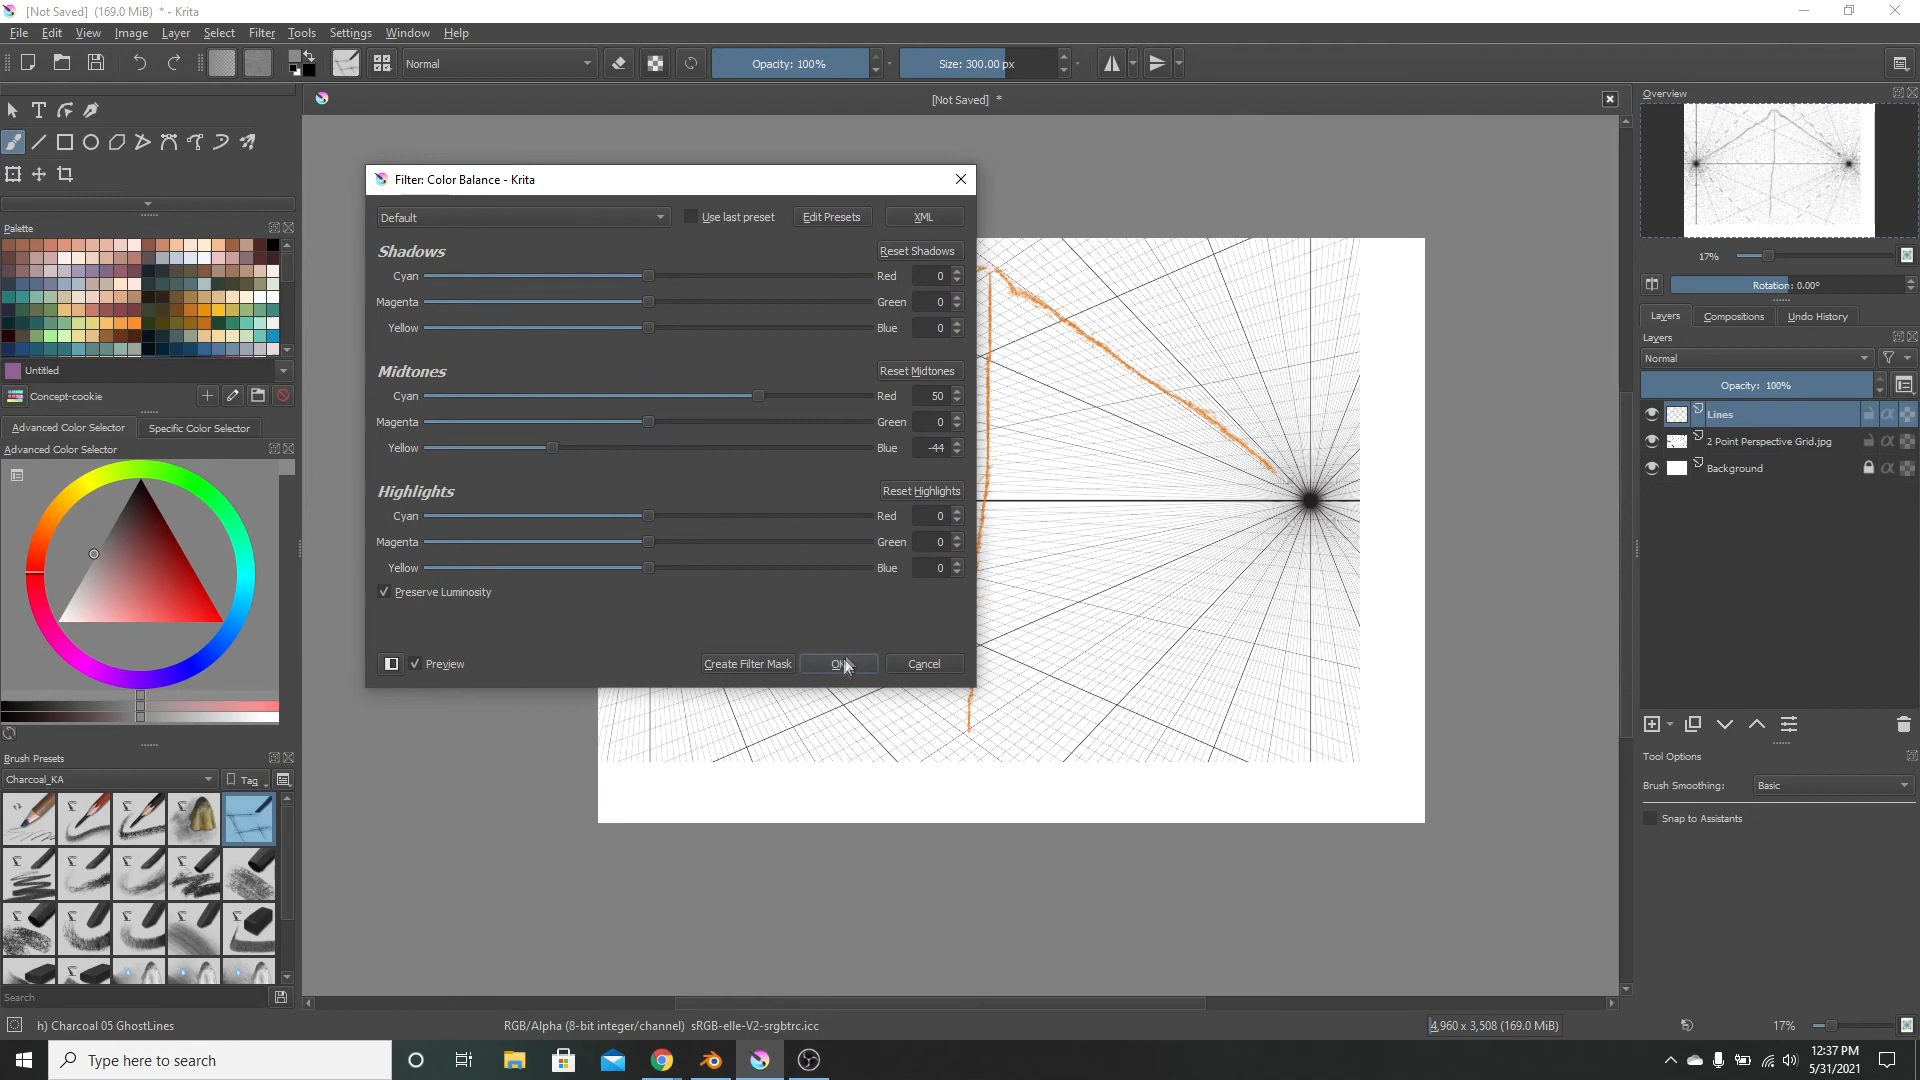 [Not Saved] (169.0 MiB) * - Krita
File Edit View Image Layer Select Filter Tools Settings Window Help
Normal Opacity: 100% Size: 300.00 px
[Not Saved] *
Overview
Filter: Color Balance - Krita
Default Use last preset Edit Presets XML
Palette
Shadows Reset Shadows
Cyan Red 0
Magenta Green 0
Yellow Blue 0
17%
Rotation: 0.00°
Layers Compositions Undo History
Layers
Normal
Opacity: 100%
Lines
2 Point Perspective Grid.jpg
Background
Midtones Reset Midtones
Cyan Red 50
Magenta Green 0
Yellow Blue -44
Untitled
Concept-cookie
Advanced Color Selector Specific Color Selector
Advanced Color Selector
Highlights Reset Highlights
Cyan Red 0
Magenta Green 0
Yellow Blue 0
Preserve Luminosity
Preview Create Filter Mask OK Cancel
Brush Presets
Charcoal_KA Tag
Search
Tool Options
Brush Smoothing: Basic
Snap to Assistants
h) Charcoal 05 GhostLines RGB/Alpha (8-bit integer/channel) sRGB-elle-V2-srgbtrc.icc 4,960 x 3,508 (169.0 MiB) 17%
Type here to search
12:37 PM
5/31/2021